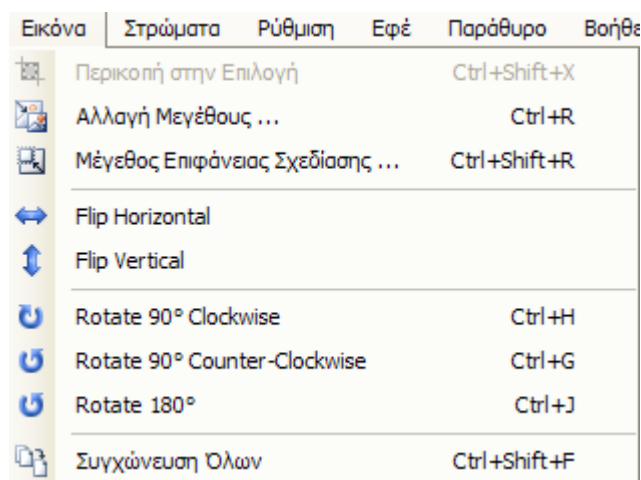 Εικόνα Στρώματα Ρύθμιση Εφέ Παράθυρο
Περικοπή στην Επιλογή Ctrl+Shift+X
Αλλαγή Μεγέθους ... Ctrl+R
Μέγεθος Επιφάνειας Σχεδίασης ... Ctrl+Shift+R
Flip Horizontal
Flip Vertical
Rotate 90° Clockwise Ctrl+H
Rotate 90° Counter-Clockwise Ctrl+G
Rotate 180° Ctrl+J
Συγχώνευση Όλων Ctrl+Shift+F